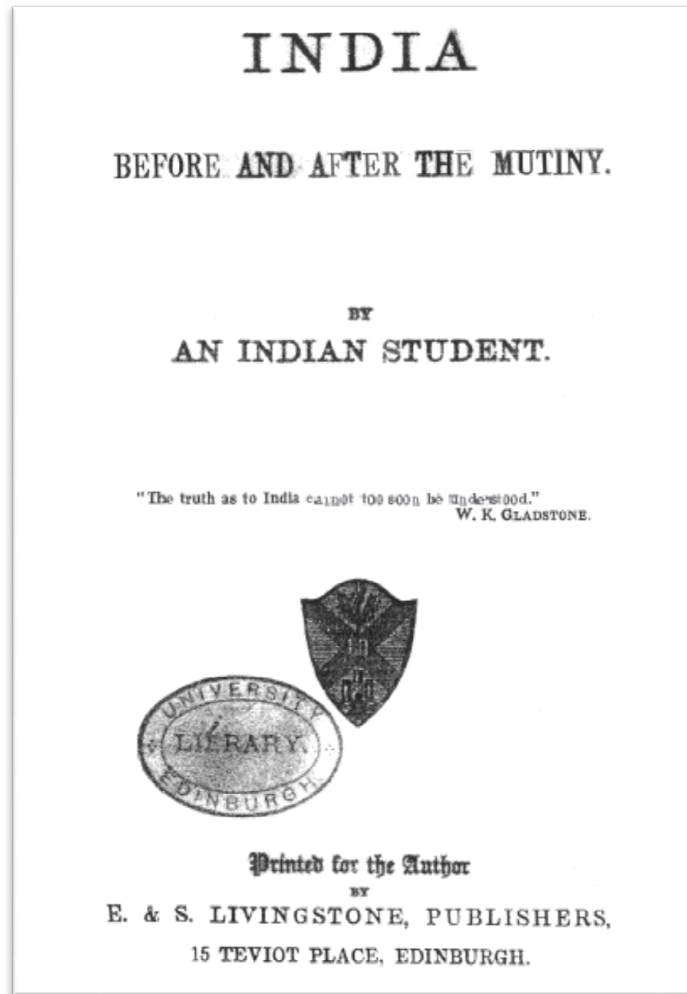 INDIA
BEFORE AND AFTER THE MUTINY.
BY
AN INDIAN STUDENT.
"The truth as to India cannot too soon be understood."
W. K. GLADSTONE.
UNIVERSITY
LIBRARY.
EDINBURGH
Printed for the Author
BY
E. & S. LIVINGSTONE, PUBLISHERS,
15 TEVIOT PLACE, EDINBURGH.